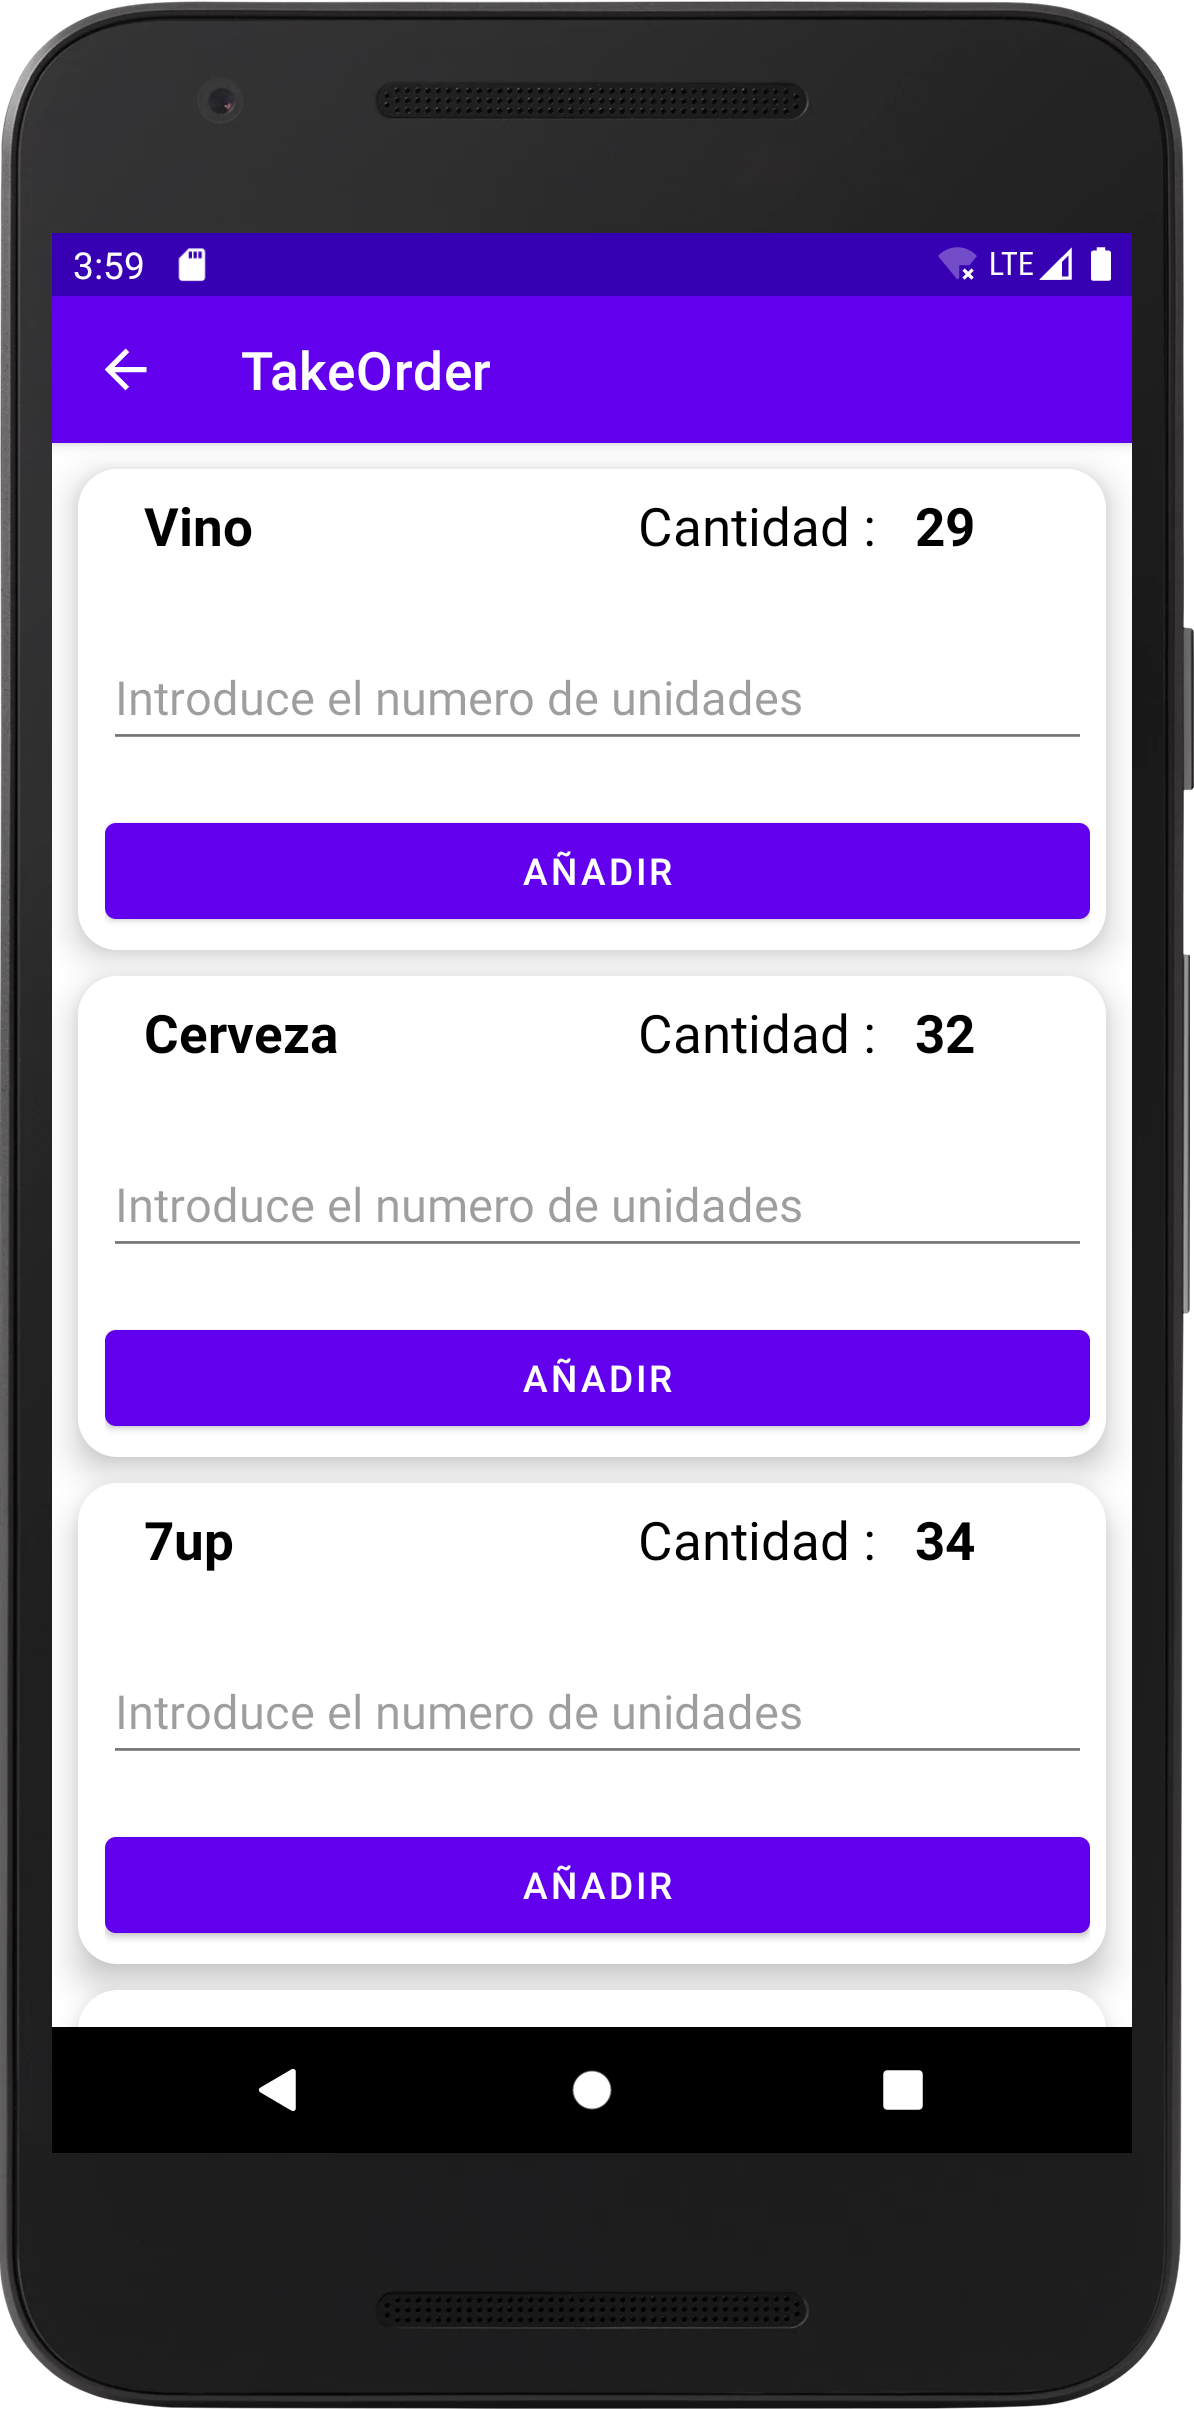 3:59 LTE
TakeOrder
Vino Cantidad : 29
Introduce el numero de unidades
AÑADIR
Cerveza Cantidad : 32
Introduce el numero de unidades
AÑADIR
7up Cantidad : 34
Introduce el numero de unidades
AÑADIR